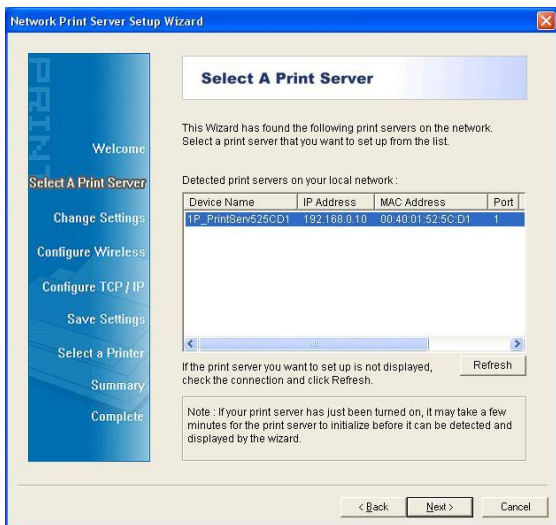 Network Print Server Setup Wizard
PRINT
Welcome
Select A Print Server
Change Settings
Configure Wireless
Configure TCP / IP
Save Settings
Select a Printer
Summary
Complete
Select A Print Server
This Wizard has found the following print servers on the network.
Select a print server that you want to set up from the list.
Detected print servers on your local network :
Device Name IP Address MAC Address Port
1P_PrintServ525CD1 192.168.0.10 00:40:01:52:5C:D1 1
If the print server you want to set up is not displayed,
check the connection and click Refresh.
Refresh
Note : If your print server has just been turned on, it may take a few
minutes for the print server to initialize before it can be detected and
displayed by the wizard.
< Back
Next >
Cancel